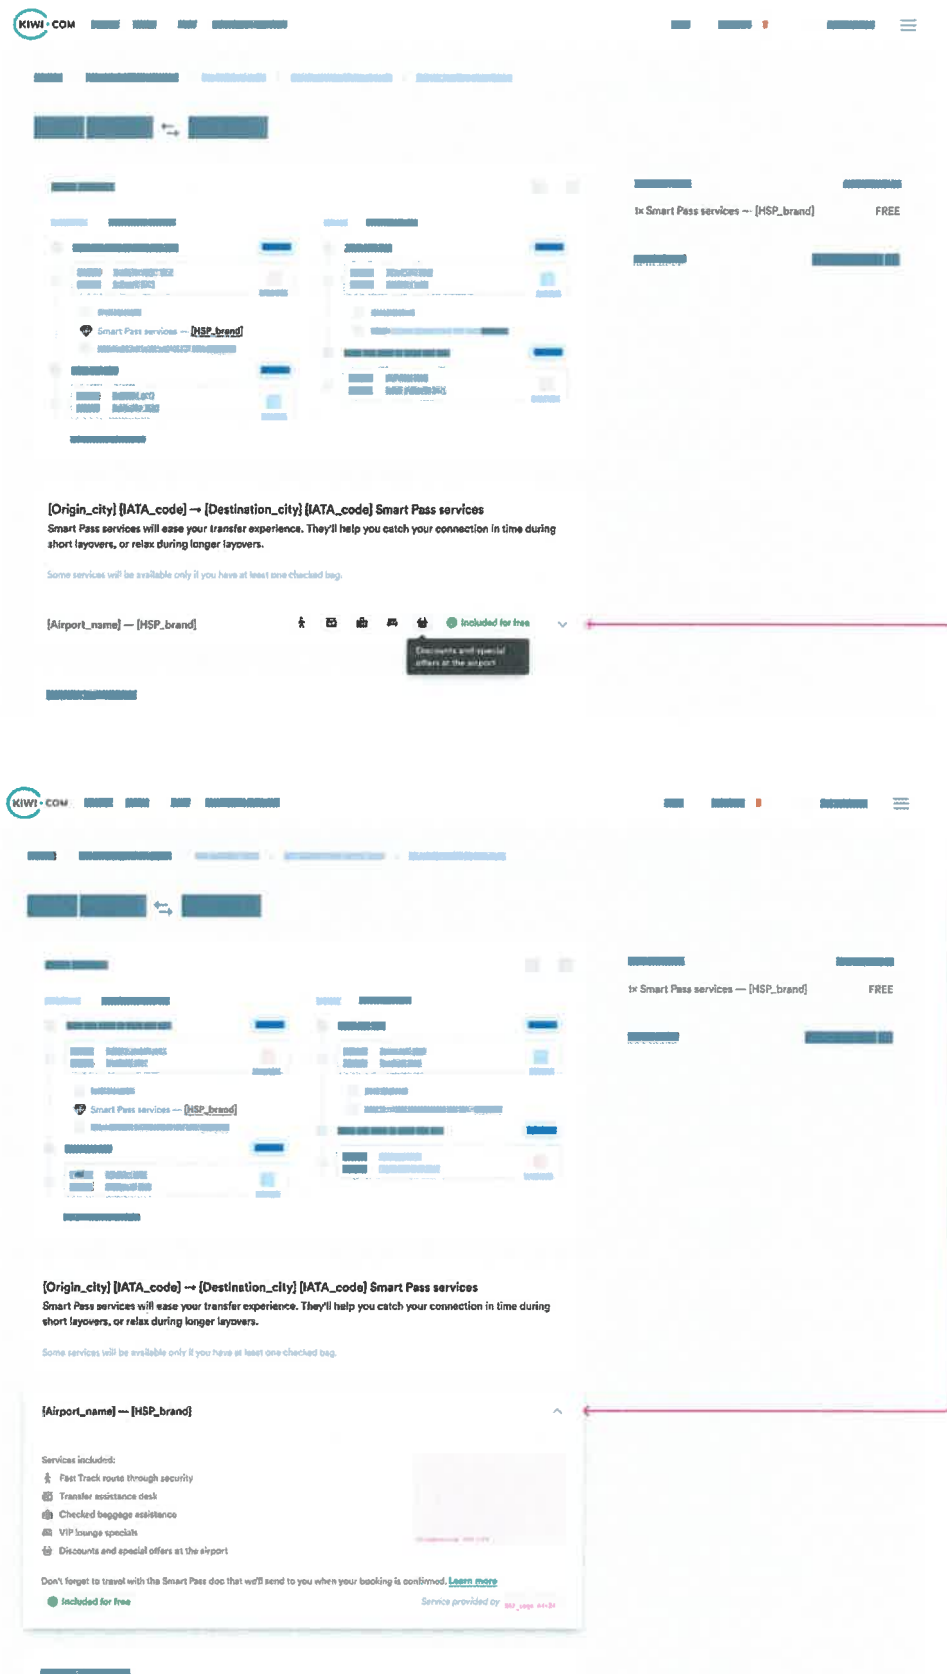 KIWI·COM
1x Smart Pass services — [HSP_brand] FREE
Smart Pass services — [HSP_brand]
[Origin_city] [IATA_code] → [Destination_city] [IATA_code] Smart Pass services
Smart Pass services will ease your transfer experience. They'll help you catch your connection in time during
short layovers, or relax during longer layovers.
Some services will be available only if you have at least one checked bag.
[Airport_name] — [HSP_brand] Included for free
Discounts and special
offers at the airport
KIWI·COM
1x Smart Pass services — [HSP_brand] FREE
Smart Pass services — [HSP_brand]
[Origin_city] [IATA_code] → [Destination_city] [IATA_code] Smart Pass services
Smart Pass services will ease your transfer experience. They'll help you catch your connection in time during
short layovers, or relax during longer layovers.
Some services will be available only if you have at least one checked bag.
[Airport_name] — [HSP_brand]
Services included:
Fast Track route through security
Transfer assistance desk
Checked baggage assistance
VIP lounge specials
Discounts and special offers at the airport
Don't forget to travel with the Smart Pass doc that we'll send to you when your booking is confirmed. Learn more
Included for free
Service provided by